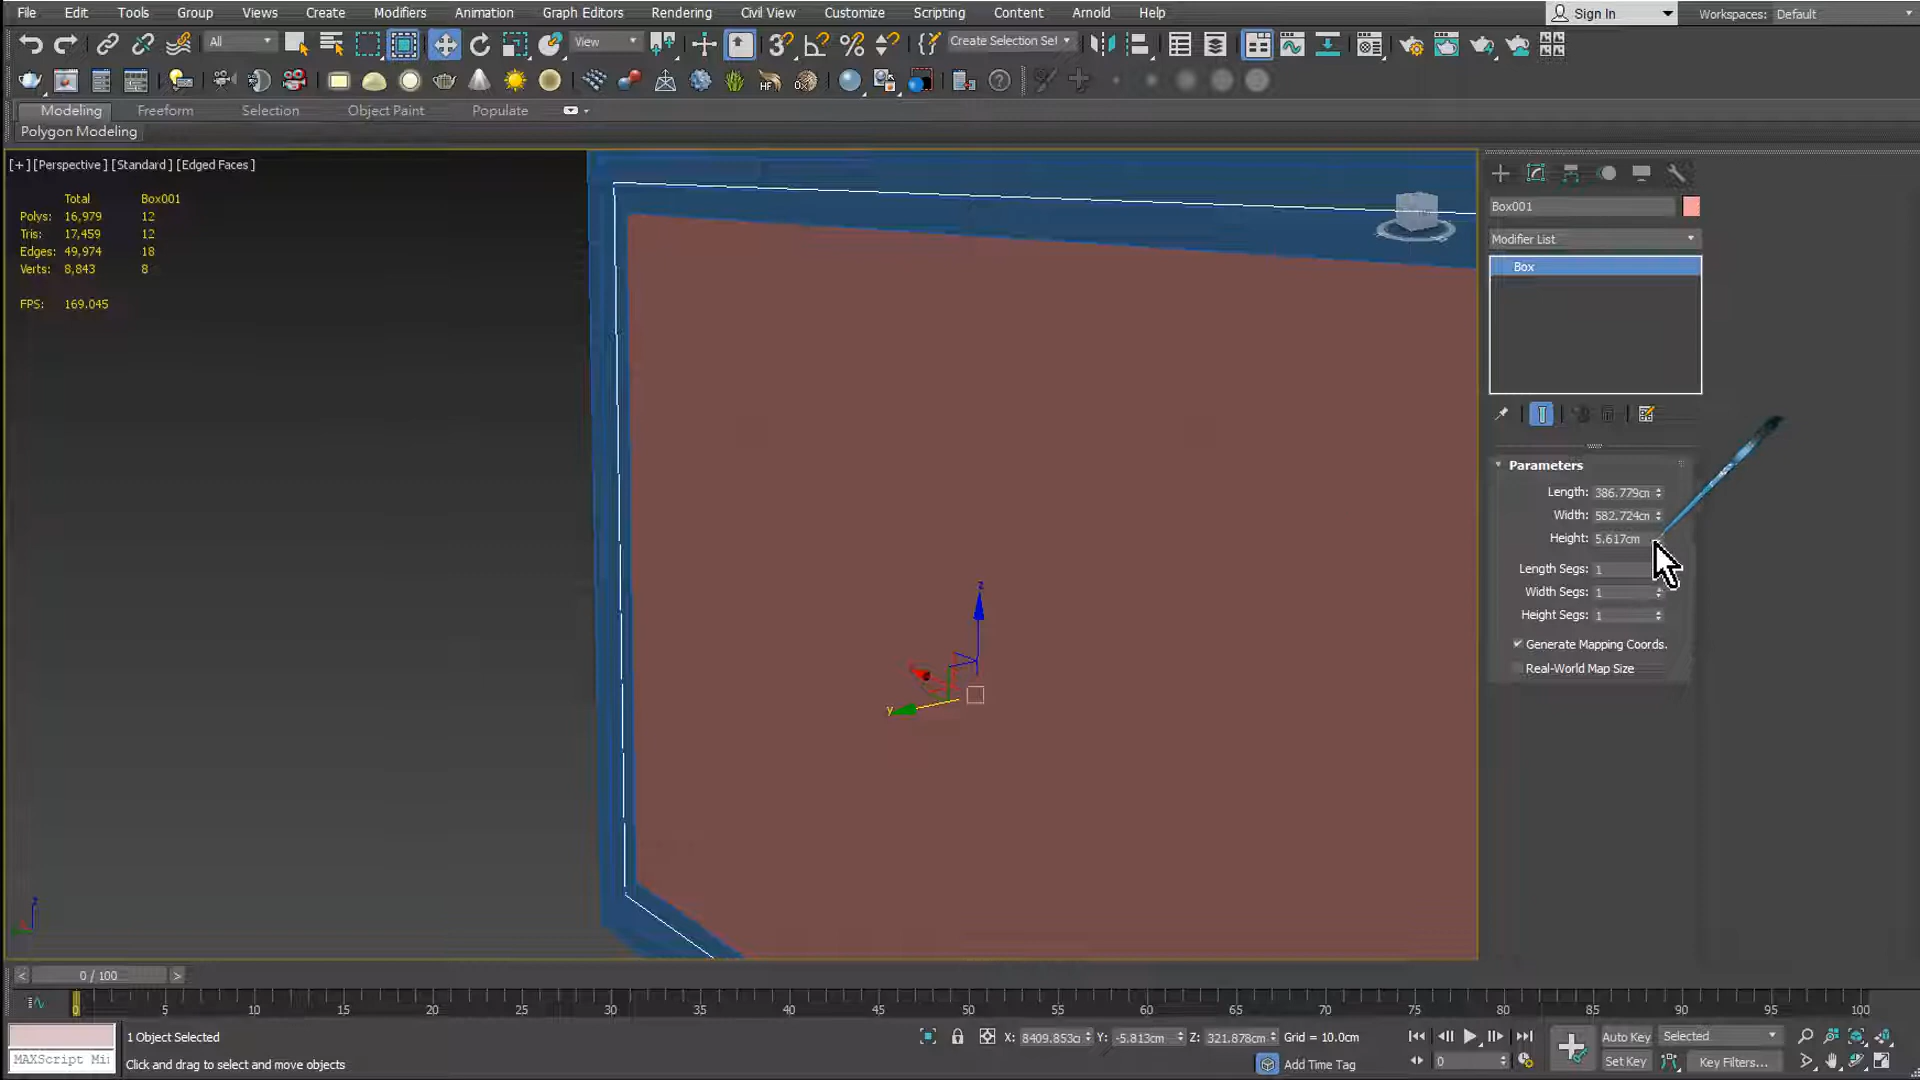 File Edit Tools Group Views Create Modifiers Animation Graph Editors Rendering Civil View Customize Scripting Content Arnold Help Sign In Workspaces: Default
All View Create Selection Set
Modeling Freeform Selection Object Paint Populate
Polygon Modeling
[+] [Perspective ] [Standard ] [Edged Faces ]
Total Box001
Polys: 16,979 12
Tris: 17,459 12
Edges: 49,974 18
Verts: 8,843 8
FPS: 169.045
Box001
Modifier List
Box
Parameters
Length: 386.779cm
Width: 582.724cm
Height: 5.617cm
Length Segs: 1
Width Segs: 1
Height Segs: 1
Generate Mapping Coords.
Real-World Map Size
z
y
z
0 / 100
0 5 10 15 20 25 30 35 40 45 50 55 60 65 70 75 80 85 90 95 100
1 Object Selected X: 8409.853c Y: -5.813cm Z: 321.878cm Grid = 10.0cm Auto Key Selected
MAXScript Mi Click and drag to select and move objects Add Time Tag 0 Set Key Key Filters...